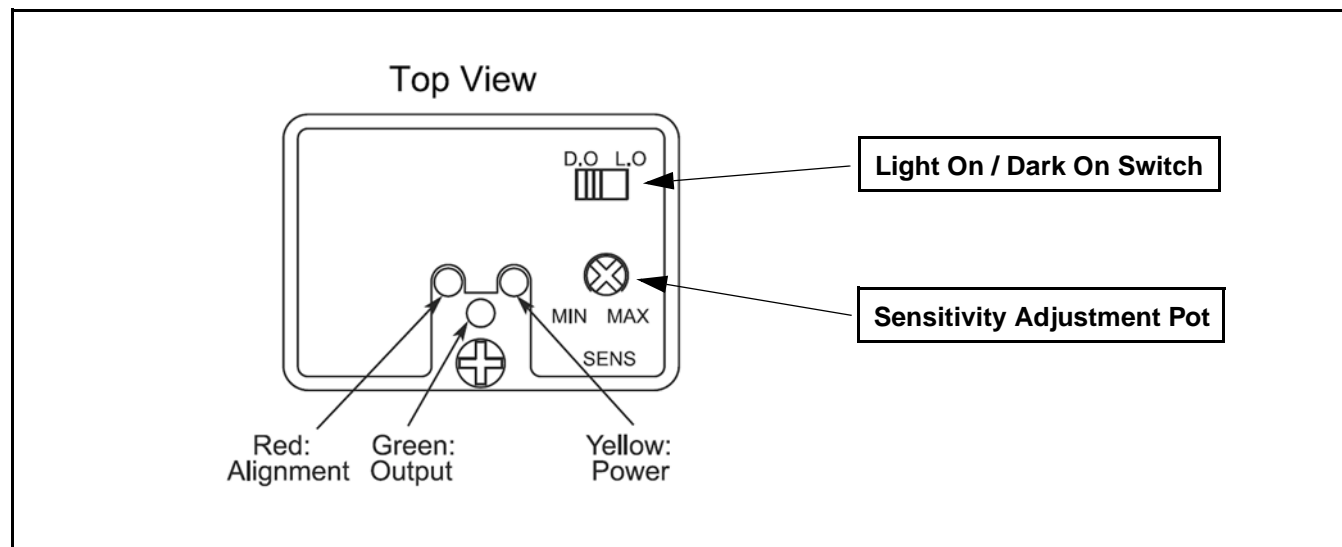 Top View
D.O L.O
Light On / Dark On Switch
MIN MAX
Sensitivity Adjustment Pot
SENS
Red:
Alignment
Green:
Output
Yellow:
Power